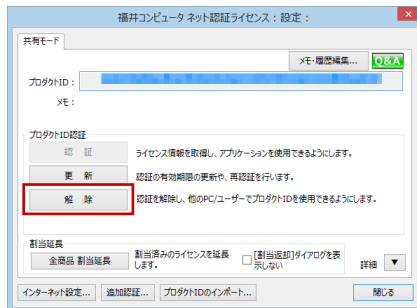 福井コンピュータ ネット認証ライセンス：設定：
共有モード
メモ・履歴編集...
Q&A
プロダクトID：
メモ：
プロダクトID認証
認 証
ライセンス情報を取得し、アプリケーションを使用できるようにします。
更 新
認証の有効期限の更新や、再認証を行います。
解 除
認証を解除し、他のPC/ユーザーでプロダクトIDを使用できるようにします。
割当延長
全商品 割当延長
割当済みのライセンスを延長
します。
[割当返却]ダイアログを表
示しない
詳細
インターネット設定...
追加認証...
プロダクトIDのインポート...
閉じる